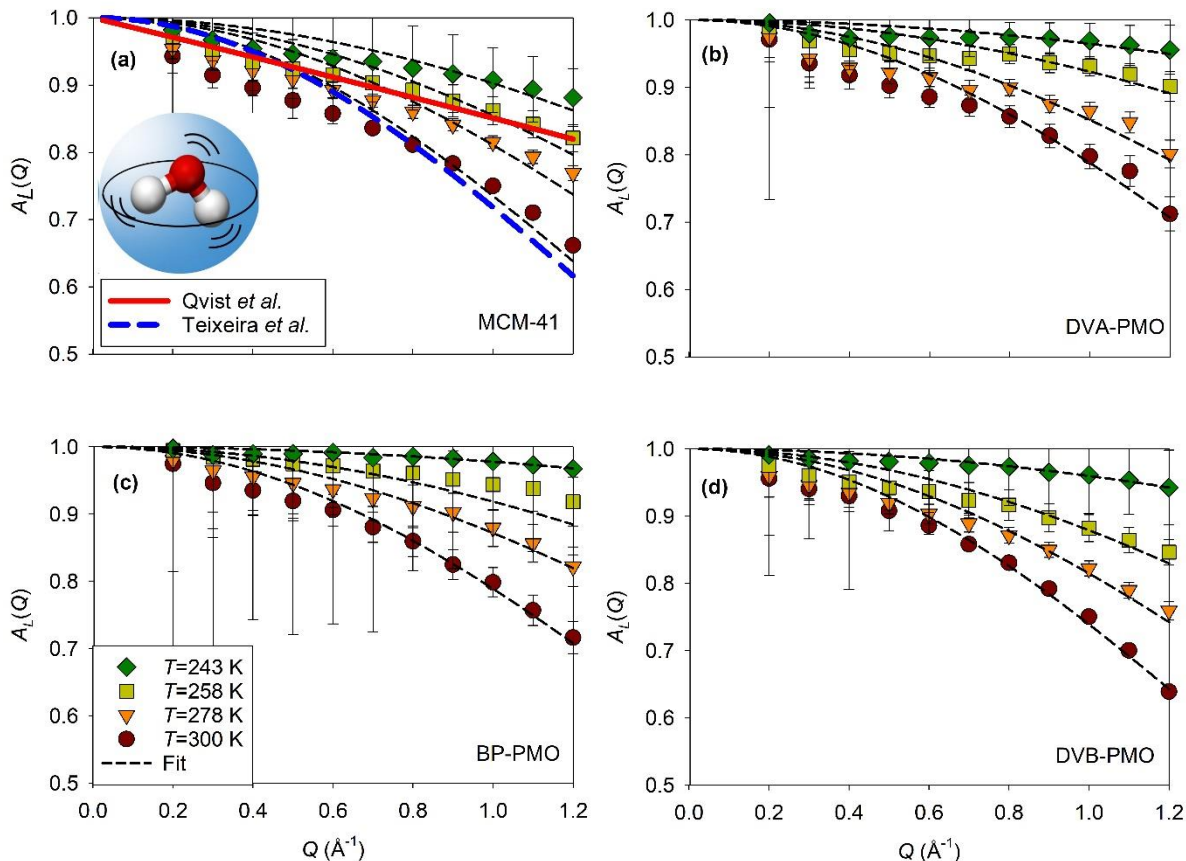 1.0
0.9
0.8
0.7
0.6
0.5
A_L(Q)
(a)
Qvist et al.
Teixeira et al.
MCM-41
1.0
0.9
0.8
0.7
0.6
0.5
A_L(Q)
(b)
DVA-PMO
1.0
0.9
0.8
0.7
0.6
0.5
A_L(Q)
(c)
T=243 K
T=258 K
T=278 K
T=300 K
Fit
BP-PMO
0.0 0.2 0.4 0.6 0.8 1.0 1.2
Q (Å⁻¹)
1.0
0.9
0.8
0.7
0.6
0.5
A_L(Q)
(d)
DVB-PMO
0.0 0.2 0.4 0.6 0.8 1.0 1.2
Q (Å⁻¹)